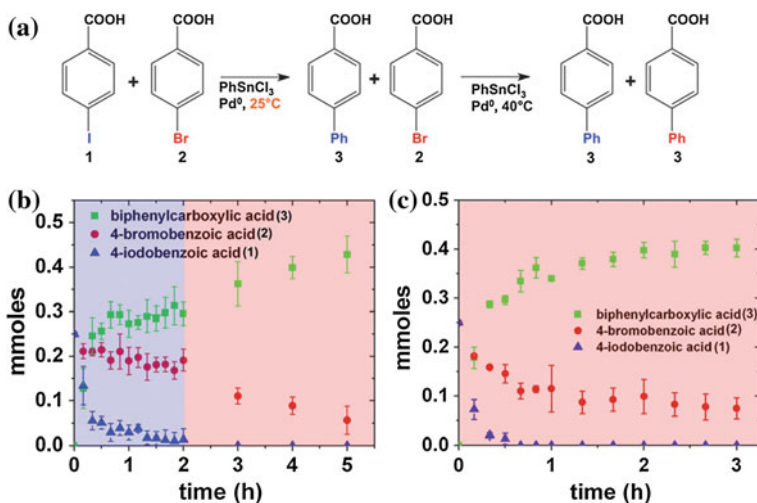 (a)
COOH COOH COOH COOH COOH COOH
+ + +
PhSnCl3 PhSnCl3
Pd0, 25°C Pd0, 40°C
I Br Ph Br Ph Ph
1 2 3 2 3 3
(b)
mmoles
0.5
0.4
0.3
0.2
0.1
0.0
biphenylcarboxylic acid (3)
4-bromobenzoic acid (2)
4-iodobenzoic acid (1)
0 1 2 3 4 5
time (h)
(c)
mmoles
0.5
0.4
0.3
0.2
0.1
0.0
biphenylcarboxylic acid (3)
4-bromobenzoic acid (2)
4-iodobenzoic acid (1)
0 1 2 3
time (h)